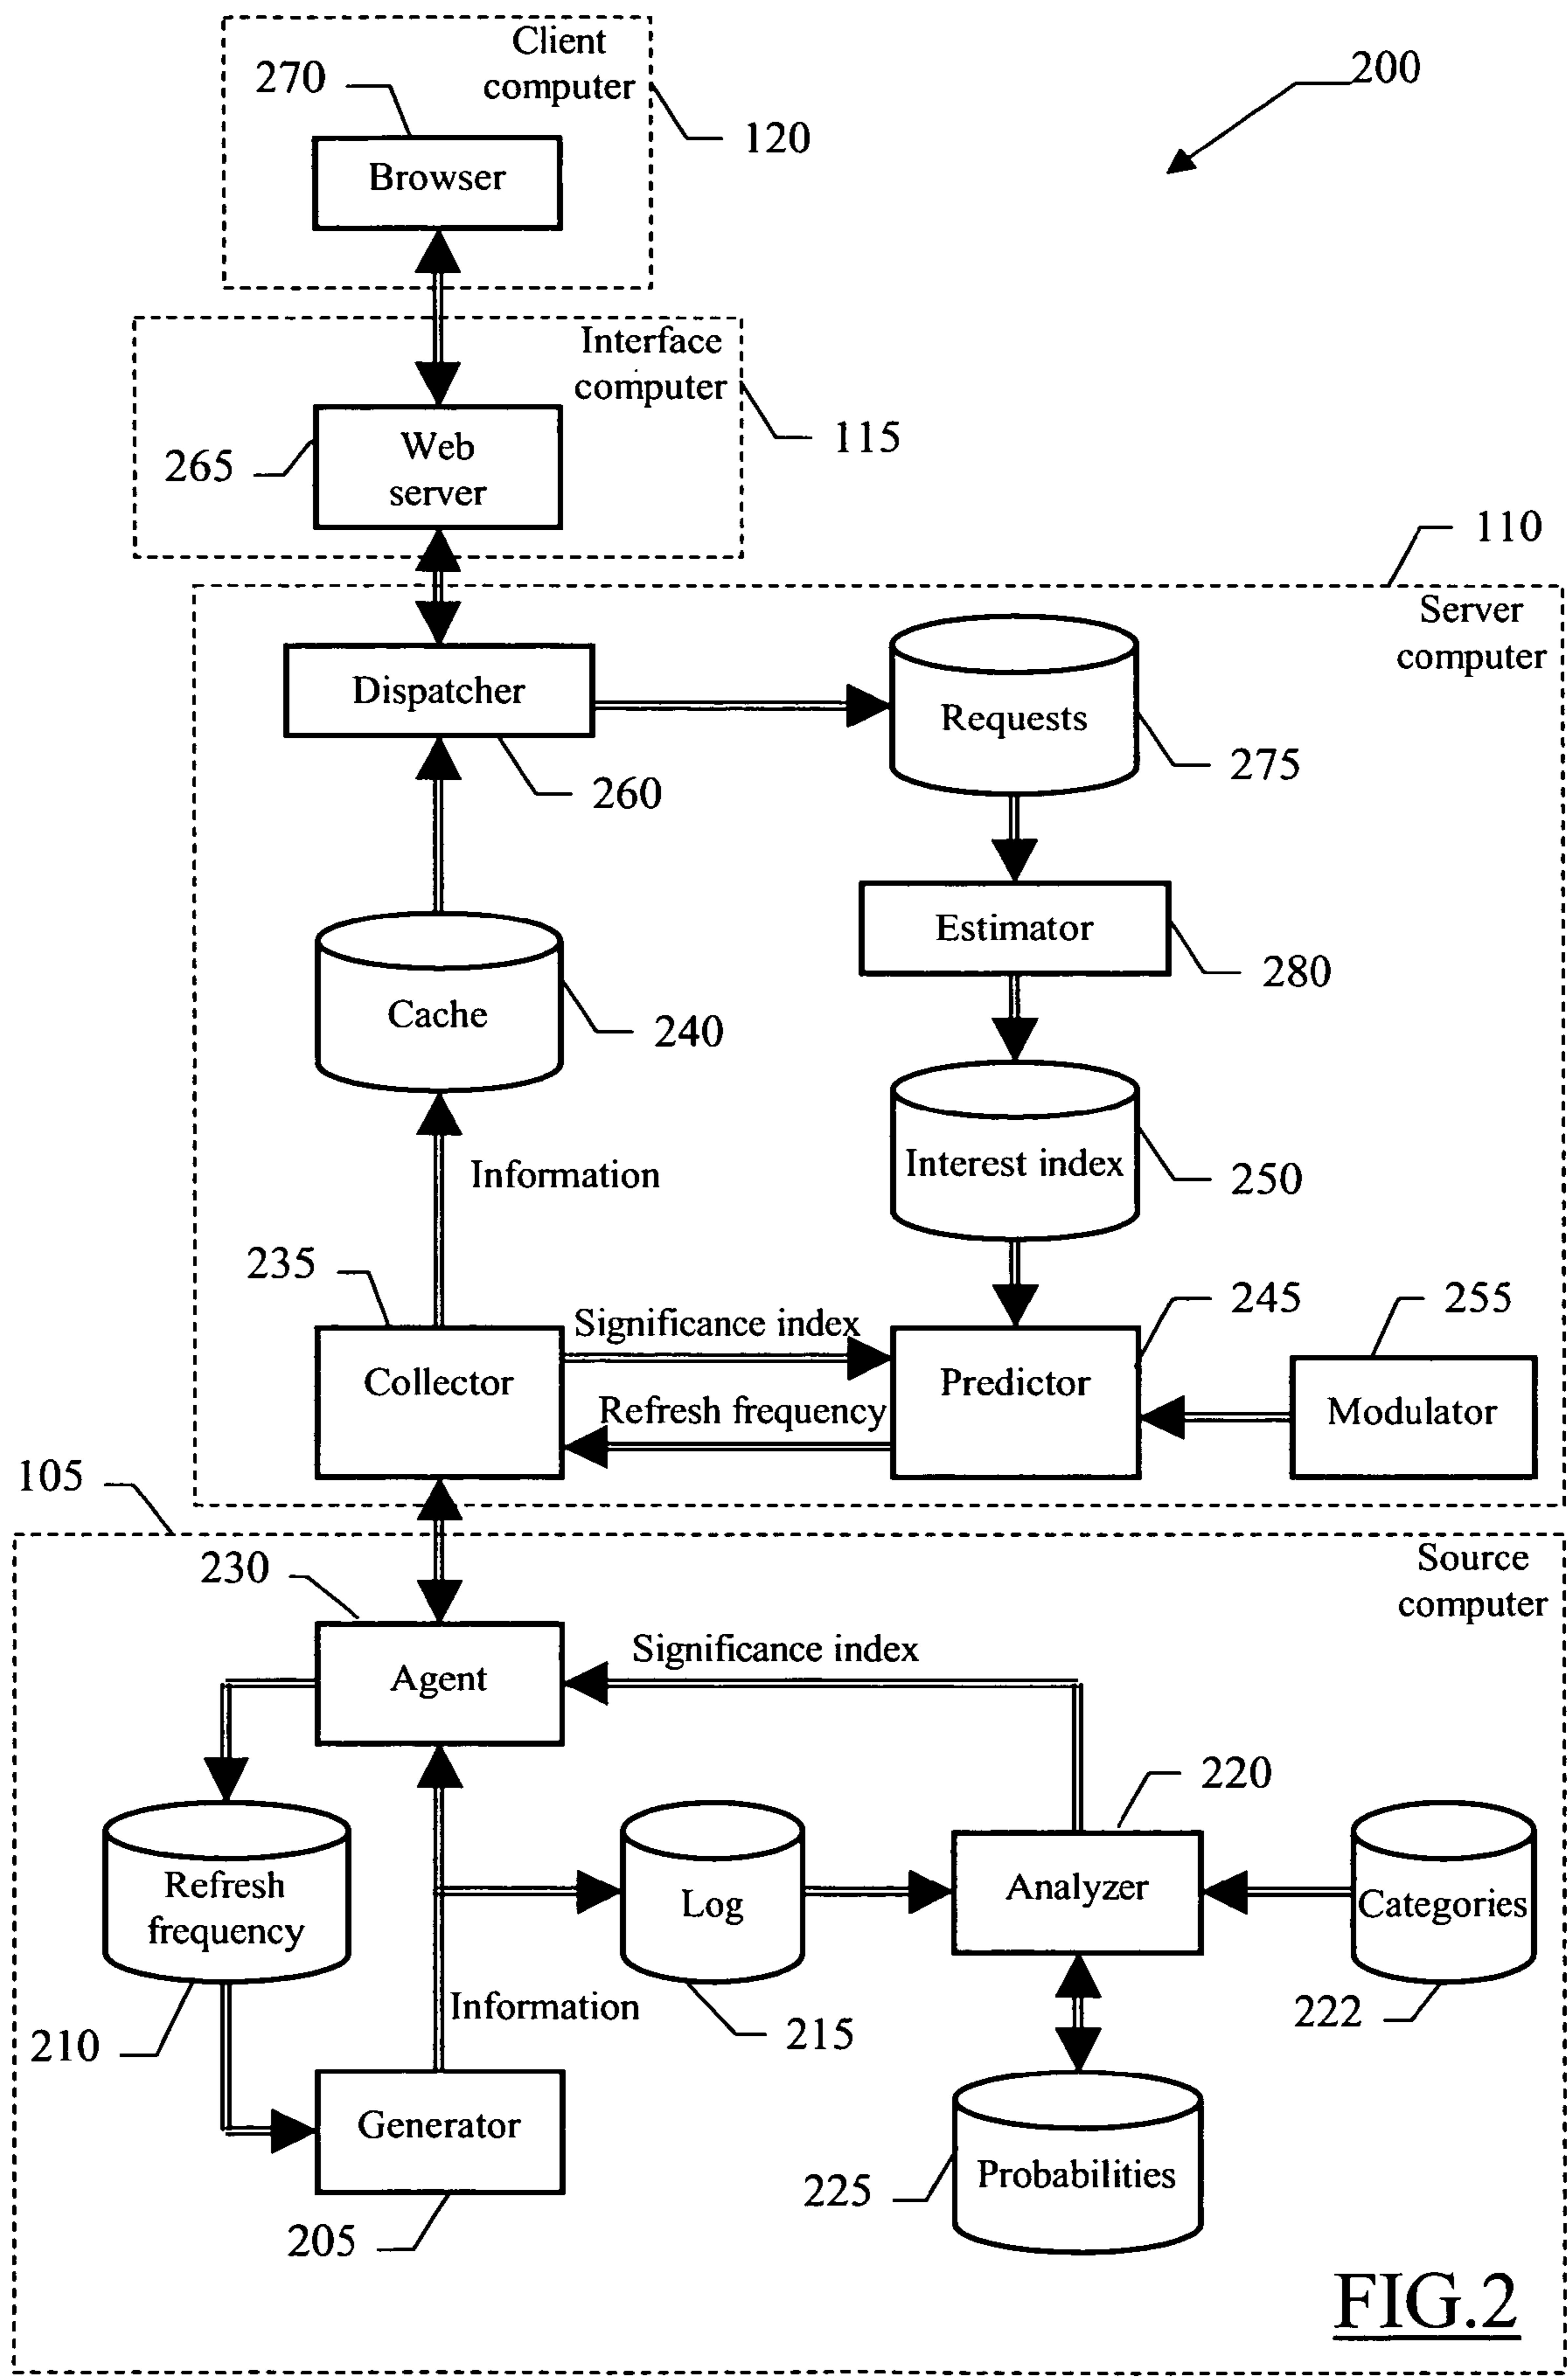 Client
computer
270
200
120
Browser
Interface
computer
115
Web
server
265
110
Server
computer
Dispatcher
Requests
275
260
Estimator
280
Cache
240
Interest index
250
Information
235
245
255
Significance index
Collector
Predictor
Modulator
Refresh frequency
105
Source
computer
230
Significance index
Agent
220
Refresh
frequency
Log
Analyzer
Categories
Information
210
215
222
Generator
Probabilities
225
205
FIG.2